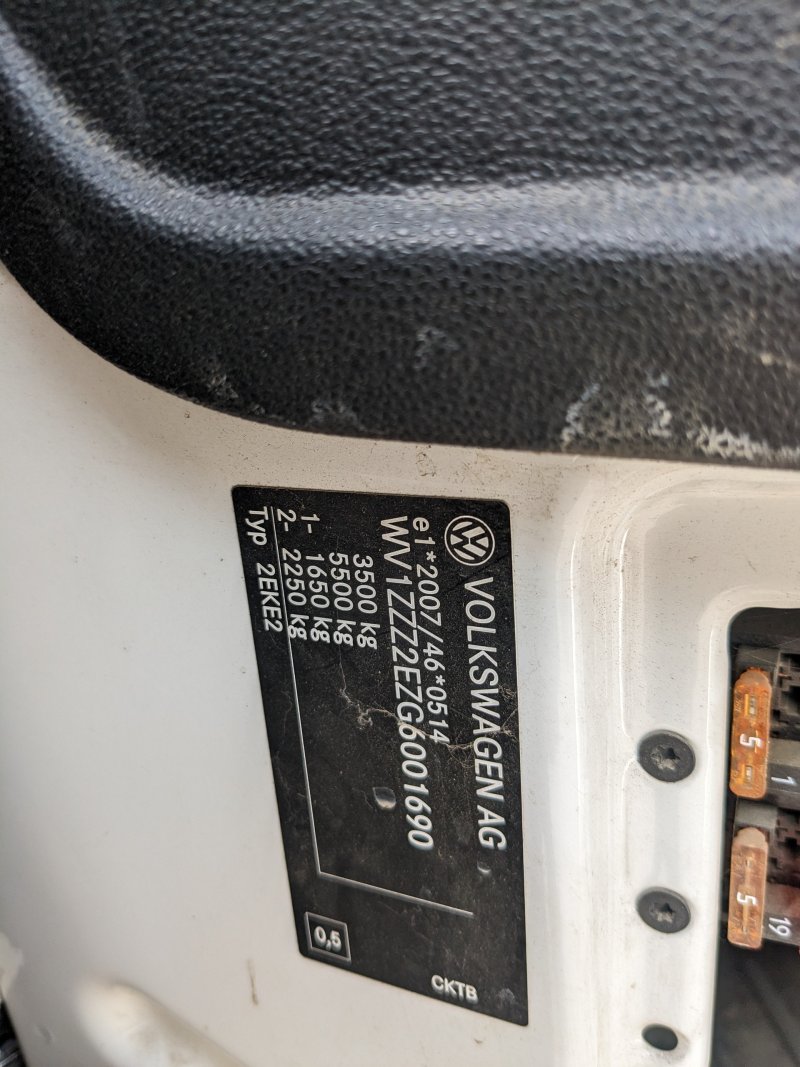 VOLKSWAGEN AG
e1*2007/46*0514
WV1ZZZ2EZG6001690
3500 kg
5500 kg
1- 1650 kg
2- 2250 kg
Typ 2EKE2
0,5
CKTB
5
1
5
19